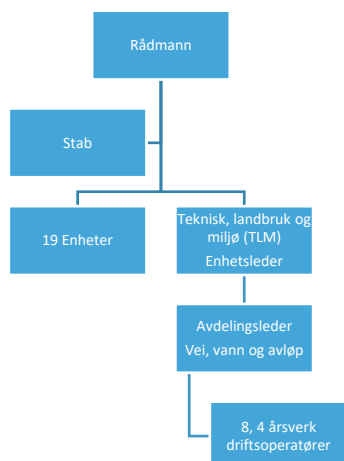 Rådmann
Stab
19 Enheter
Teknisk, landbruk og
miljø (TLM)
Enhetsleder
Avdelingsleder
Vei, vann og avløp
8, 4 årsverk
driftsoperatører